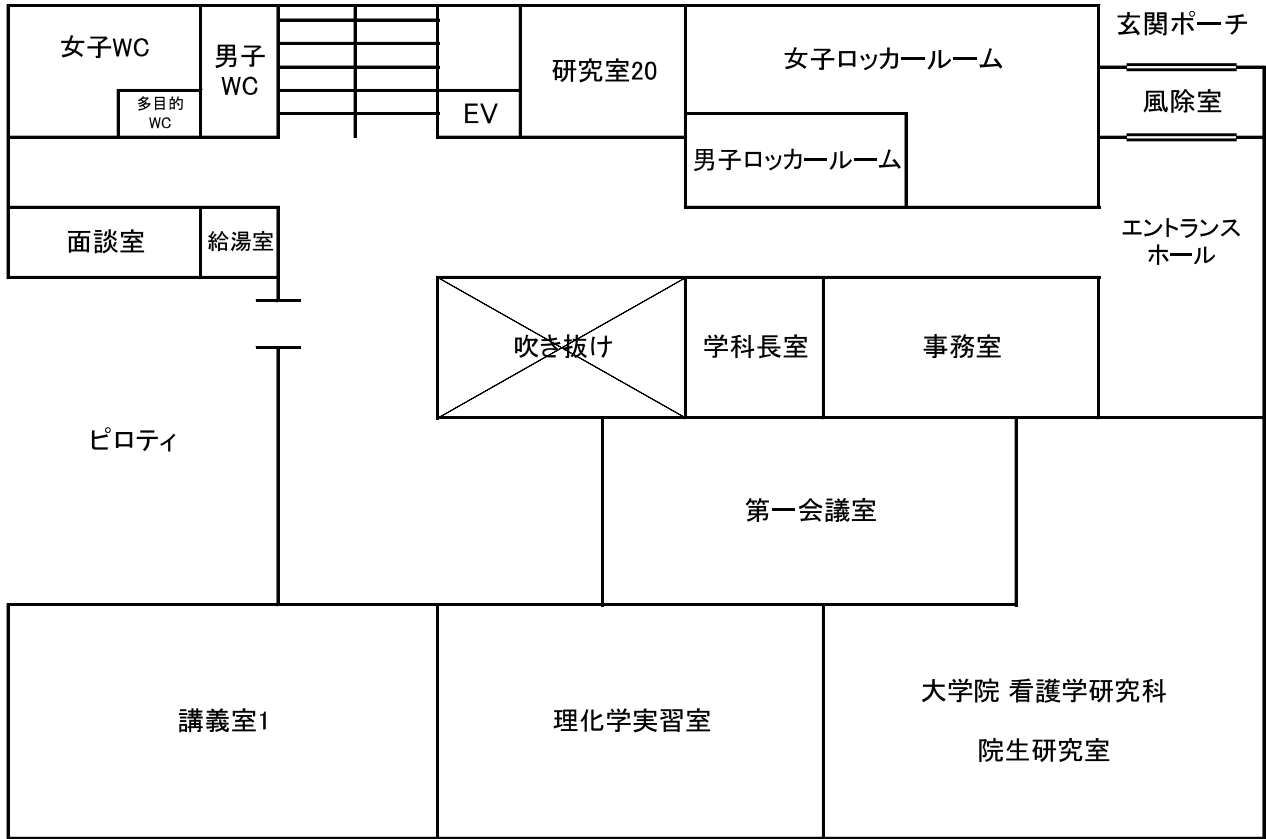 女子WC
男子
WC
多目的
WC
EV
研究室20
女子ロッカールーム
男子ロッカールーム
玄関ポーチ
風除室
エントランス
ホール
面談室
給湯室
吹き抜け
学科長室
事務室
ピロティ
第一会議室
講義室1
理化学実習室
大学院 看護学研究科
院生研究室